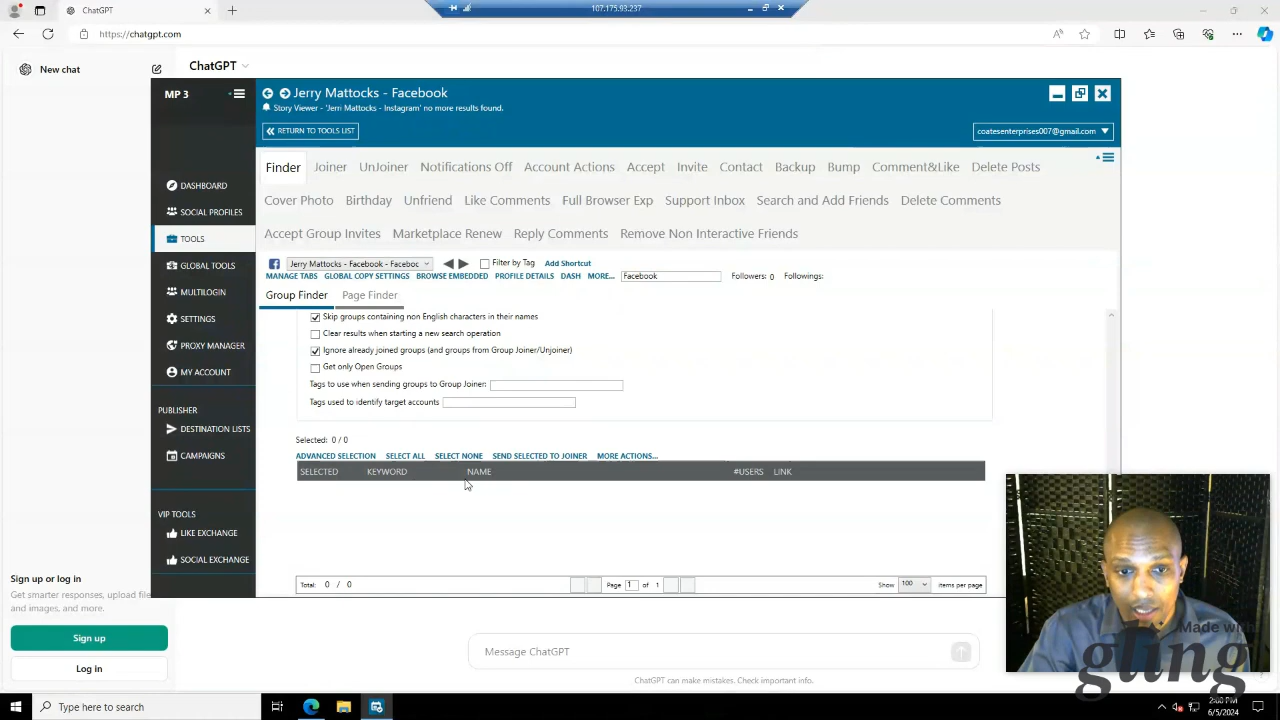 ChatGPT
107.175.93.237
https://chatgpt.com
New chat
ChatGPT
MP 3
Jerry Mattocks - Facebook
Story Viewer - 'Jerri Mattocks - Instagram' no more results found.
RETURN TO TOOLS LIST
coatesenterprises007@gmail.com
Finder Joiner UnJoiner Notifications Off Account Actions Accept Invite Contact Backup Bump Comment&Like Delete Posts
Cover Photo Birthday Unfriend Like Comments Full Browser Exp Support Inbox Search and Add Friends Delete Comments
Accept Group Invites Marketplace Renew Reply Comments Remove Non Interactive Friends
Jerry Mattocks - Facebook - Faceboc Filter by Tag Add Shortcut
MANAGE TABS GLOBAL COPY SETTINGS BROWSE EMBEDDED PROFILE DETAILS DASH MORE... Facebook Followers: 0 Followings:
Group Finder Page Finder
Skip groups containing non English characters in their names
Clear results when starting a new search operation
Ignore already joined groups (and groups from Group Joiner/Unjoiner)
Get only Open Groups
Tags to use when sending groups to Group Joiner:
Tags used to identify target accounts
Selected: 0 / 0
ADVANCED SELECTION SELECT ALL SELECT NONE SEND SELECTED TO JOINER MORE ACTIONS...
SELECTED KEYWORD NAME #USERS LINK
Total: 0 / 0 Page 1 of 1 Show 100 items per page
DASHBOARD
SOCIAL PROFILES
TOOLS
GLOBAL TOOLS
MULTILOGIN
SETTINGS
PROXY MANAGER
MY ACCOUNT
PUBLISHER
DESTINATION LISTS
CAMPAIGNS
VIP TOOLS
LIKE EXCHANGE
SOCIAL EXCHANGE
Sign up or log in
Get smarter responses, upload file
and images, and more.
Sign up
Log in
Message ChatGPT
ChatGPT can make mistakes. Check important info.
Made with
gling
Type here to search
2:00 PM
6/5/2024